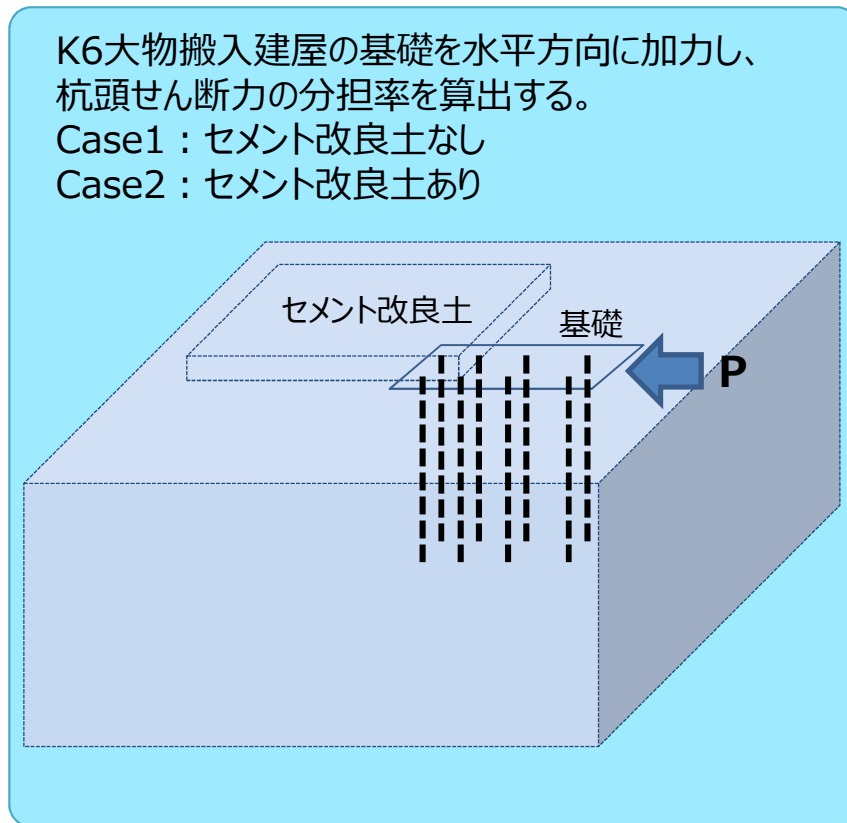 K6大物搬入建屋の基礎を水平方向に加力し、
杭頭せん断力の分担率を算出する。
Case1：セメント改良土なし
Case2：セメント改良土あり
セメント改良土
基礎
P